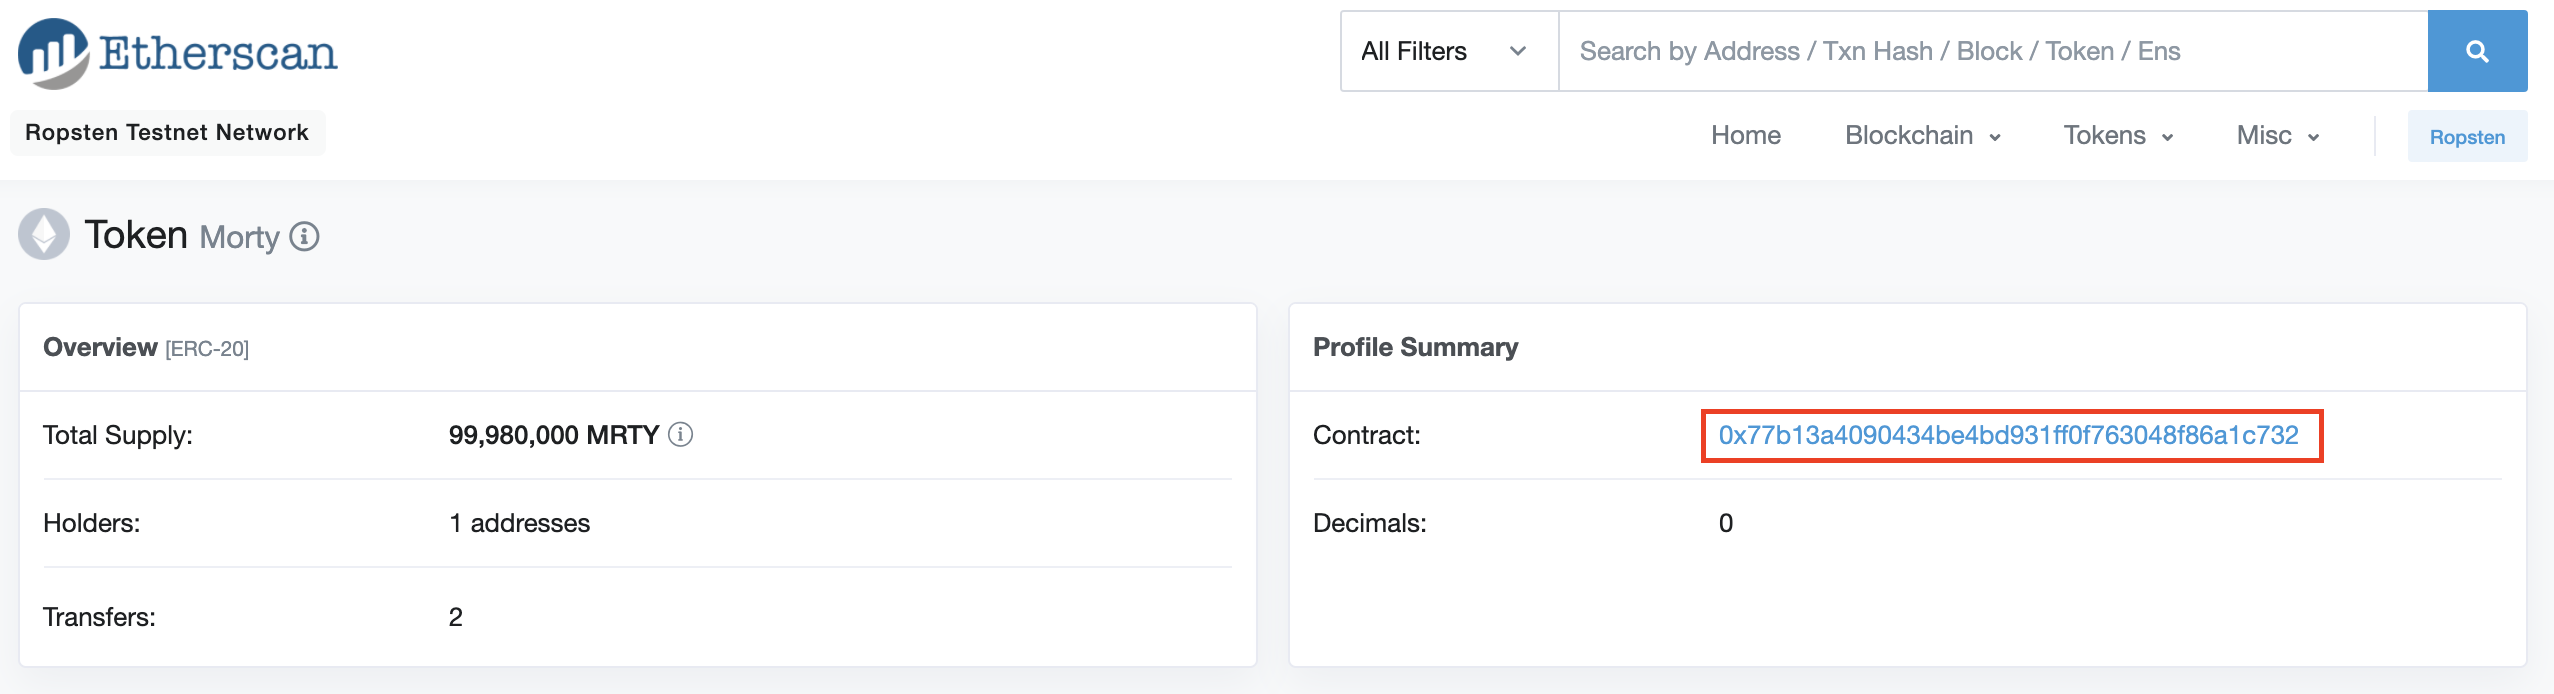 Etherscan
All Filters
Search by Address / Txn Hash / Block / Token / Ens
Ropsten Testnet Network
Home Blockchain Tokens Misc Ropsten
Token Morty
Overview [ERC-20]
Total Supply: 99,980,000 MRTY
Holders: 1 addresses
Transfers: 2
Profile Summary
Contract: 0x77b13a4090434be4bd931ff0f763048f86a1c732
Decimals: 0